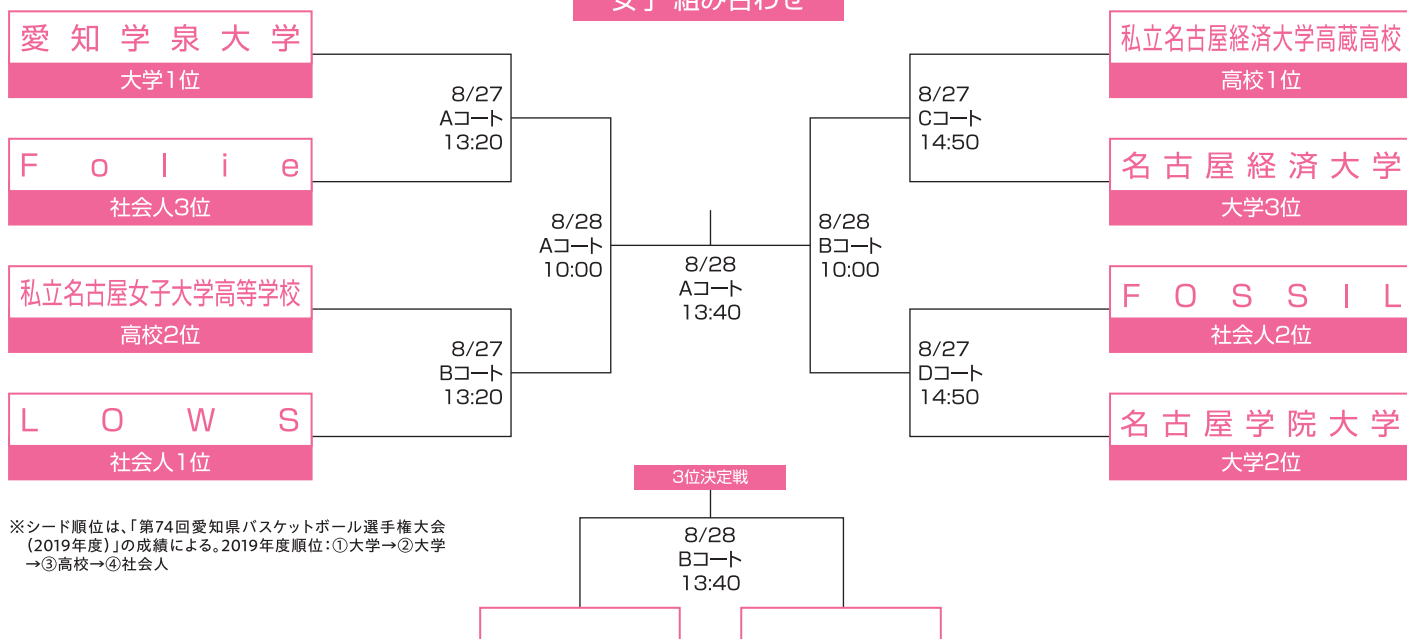 女子 組み合わせ
愛知学泉大学
大学1位
8/27
Aコート
13:20
Folie
社会人3位
8/28
Aコート
10:00
私立名古屋女子大学高等学校
高校2位
8/27
Bコート
13:20
LOWS
社会人1位
8/28
Aコート
13:40
私立名古屋経済大学高蔵高校
高校1位
8/27
Cコート
14:50
名古屋経済大学
大学3位
8/28
Bコート
10:00
FOSSIL
社会人2位
8/27
Dコート
14:50
名古屋学院大学
大学2位
3位決定戦
8/28
Bコート
13:40
※シード順位は、「第74回愛知県バスケットボール選手権大会
(2019年度)」の成績による。2019年度順位:①大学→②大学
→③高校→④社会人